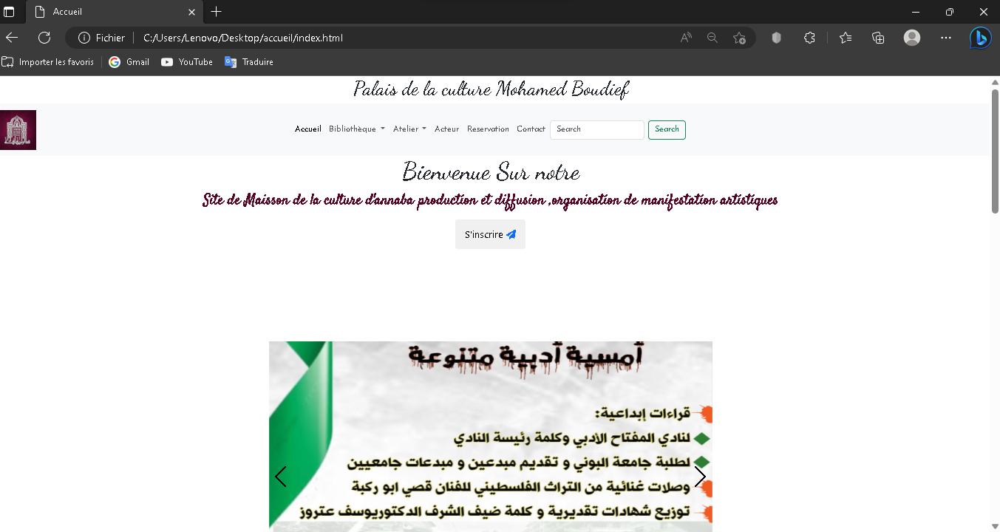 Accueil
Fichier
C:/Users/Lenovo/Desktop/accueil/index.html
Importer les favoris
Gmail
YouTube
Traduire
Palais de la culture Mohamed Boudief
Accueil Bibliothèque Atelier Acteur Reservation Contact Search Search
Bienvenue Sur notre
Site de Maisson de la culture d'annaba production et diffusion ,organisation de manifestation artistiques
S'inscrire
أمسية أدبية متنوعة
قراءات إبداعية:
لنادي المفتاح الأدبي وكلمة رئيسة النادي
لطلبة جامعة البوني و تقديم مبدعين و مبدعات جامعيين
وصلات غنائية من التراث الفلسطيني للفنان قصي ابو ركبة
توزيع شهادات تقديرية و كلمة ضيف الشرف الدكتوريوسف عتروز